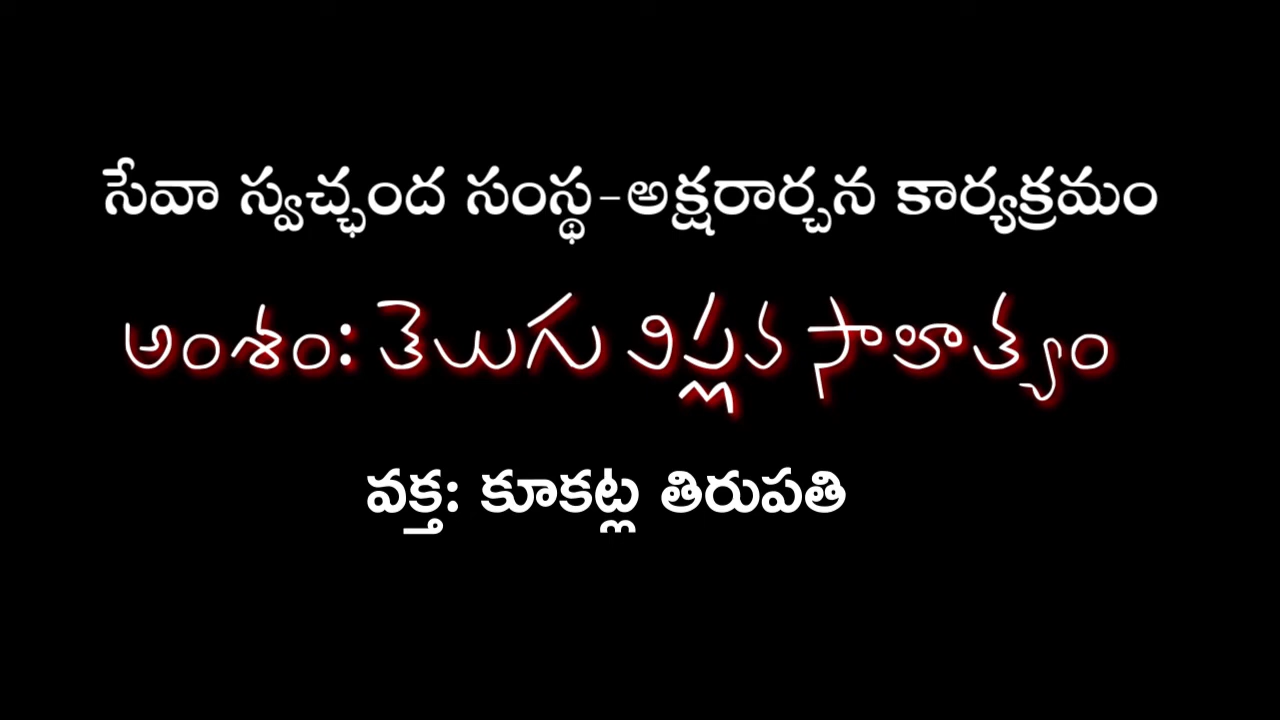 సేవా స్వచ్ఛంద సంస్థ-అక్షరార్చన కార్యక్రమం
అంశం: తెలుగు విప్లవ సాహిత్యం
వక్త: కూకట్ల తిరుపతి